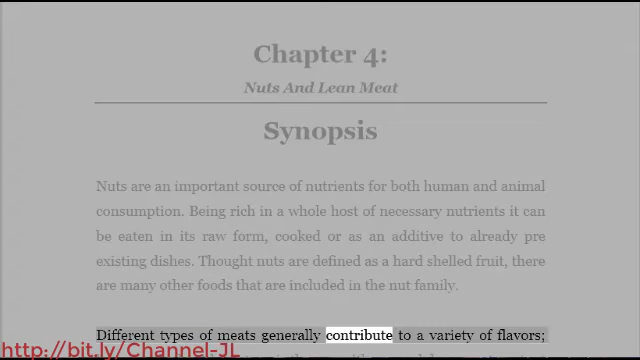 Chapter 4:
Nuts And Lean Meat
Synopsis
Nuts are an important source of nutrients for both human and animal
consumption. Being rich in a whole host of necessary nutrients it can
be eaten in its raw form, cooked or as an additive to already pre
existing dishes. Thought nuts are defined as a hard shelled fruit, there
are many other foods that are included in the nut family.
Different types of meats generally contribute to a variety of flavors;
http://bit.ly/Channel-JL